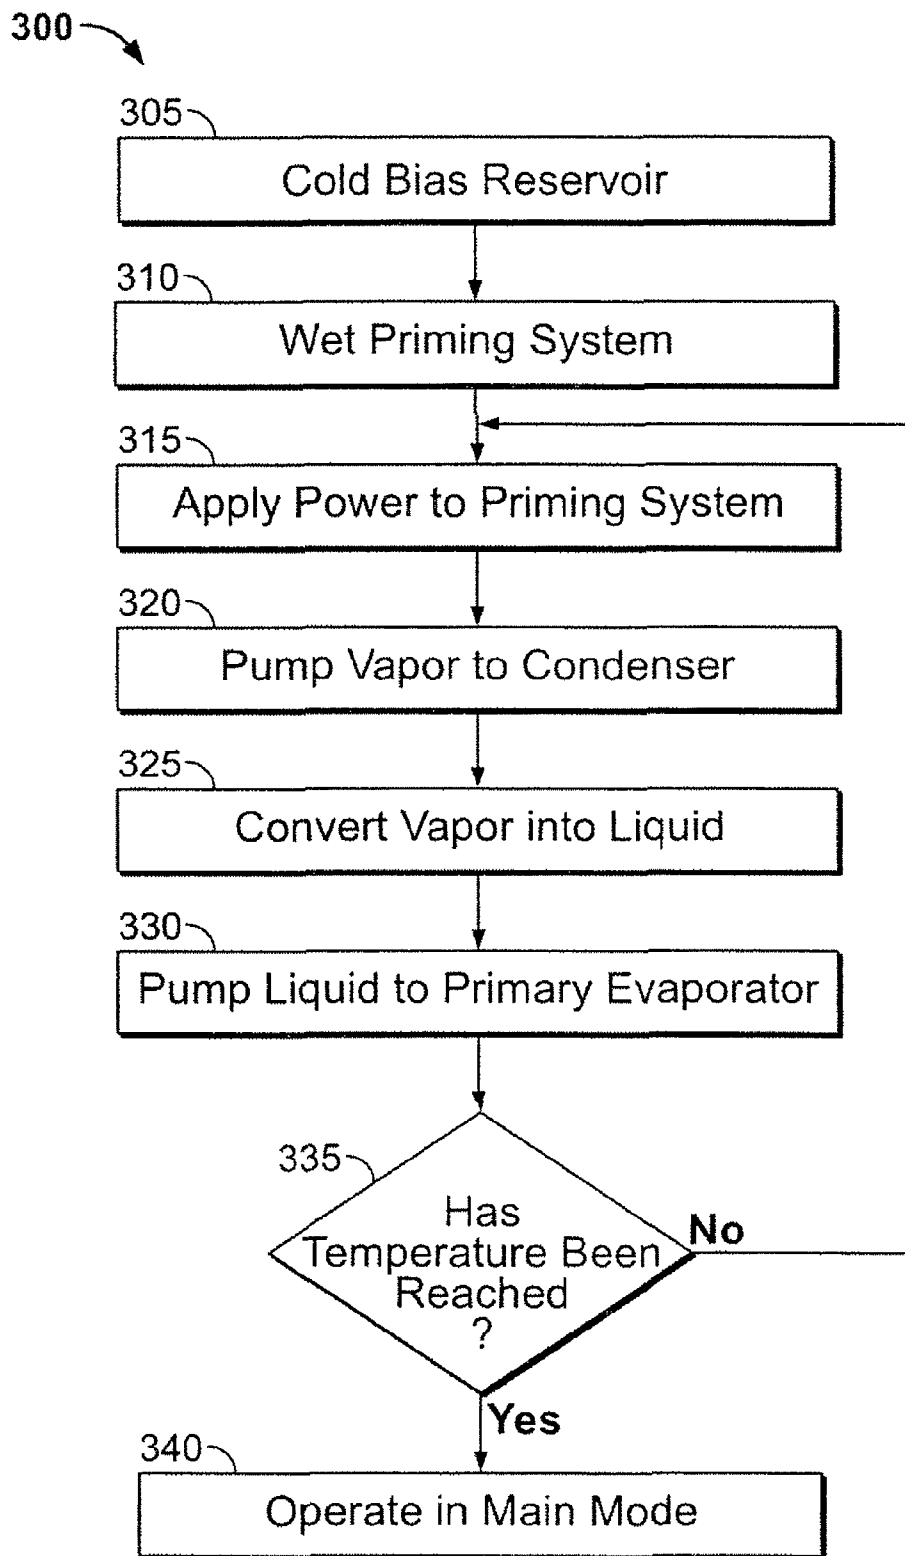 300
305
Cold Bias Reservoir
310
Wet Priming System
315
Apply Power to Priming System
320
Pump Vapor to Condenser
325
Convert Vapor into Liquid
330
Pump Liquid to Primary Evaporator
335
Has
Temperature Been
Reached
?
No
Yes
340
Operate in Main Mode